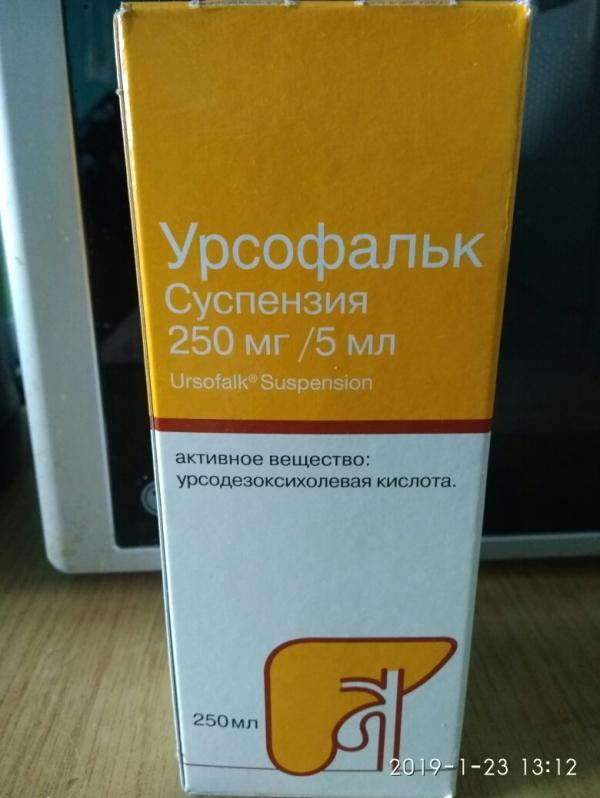 Урсофальк
Суспензия
250 мг /5 мл
Ursofalk® Suspension
активное вещество:
урсодезоксихолевая кислота.
250мл
2019-1-23 13:12